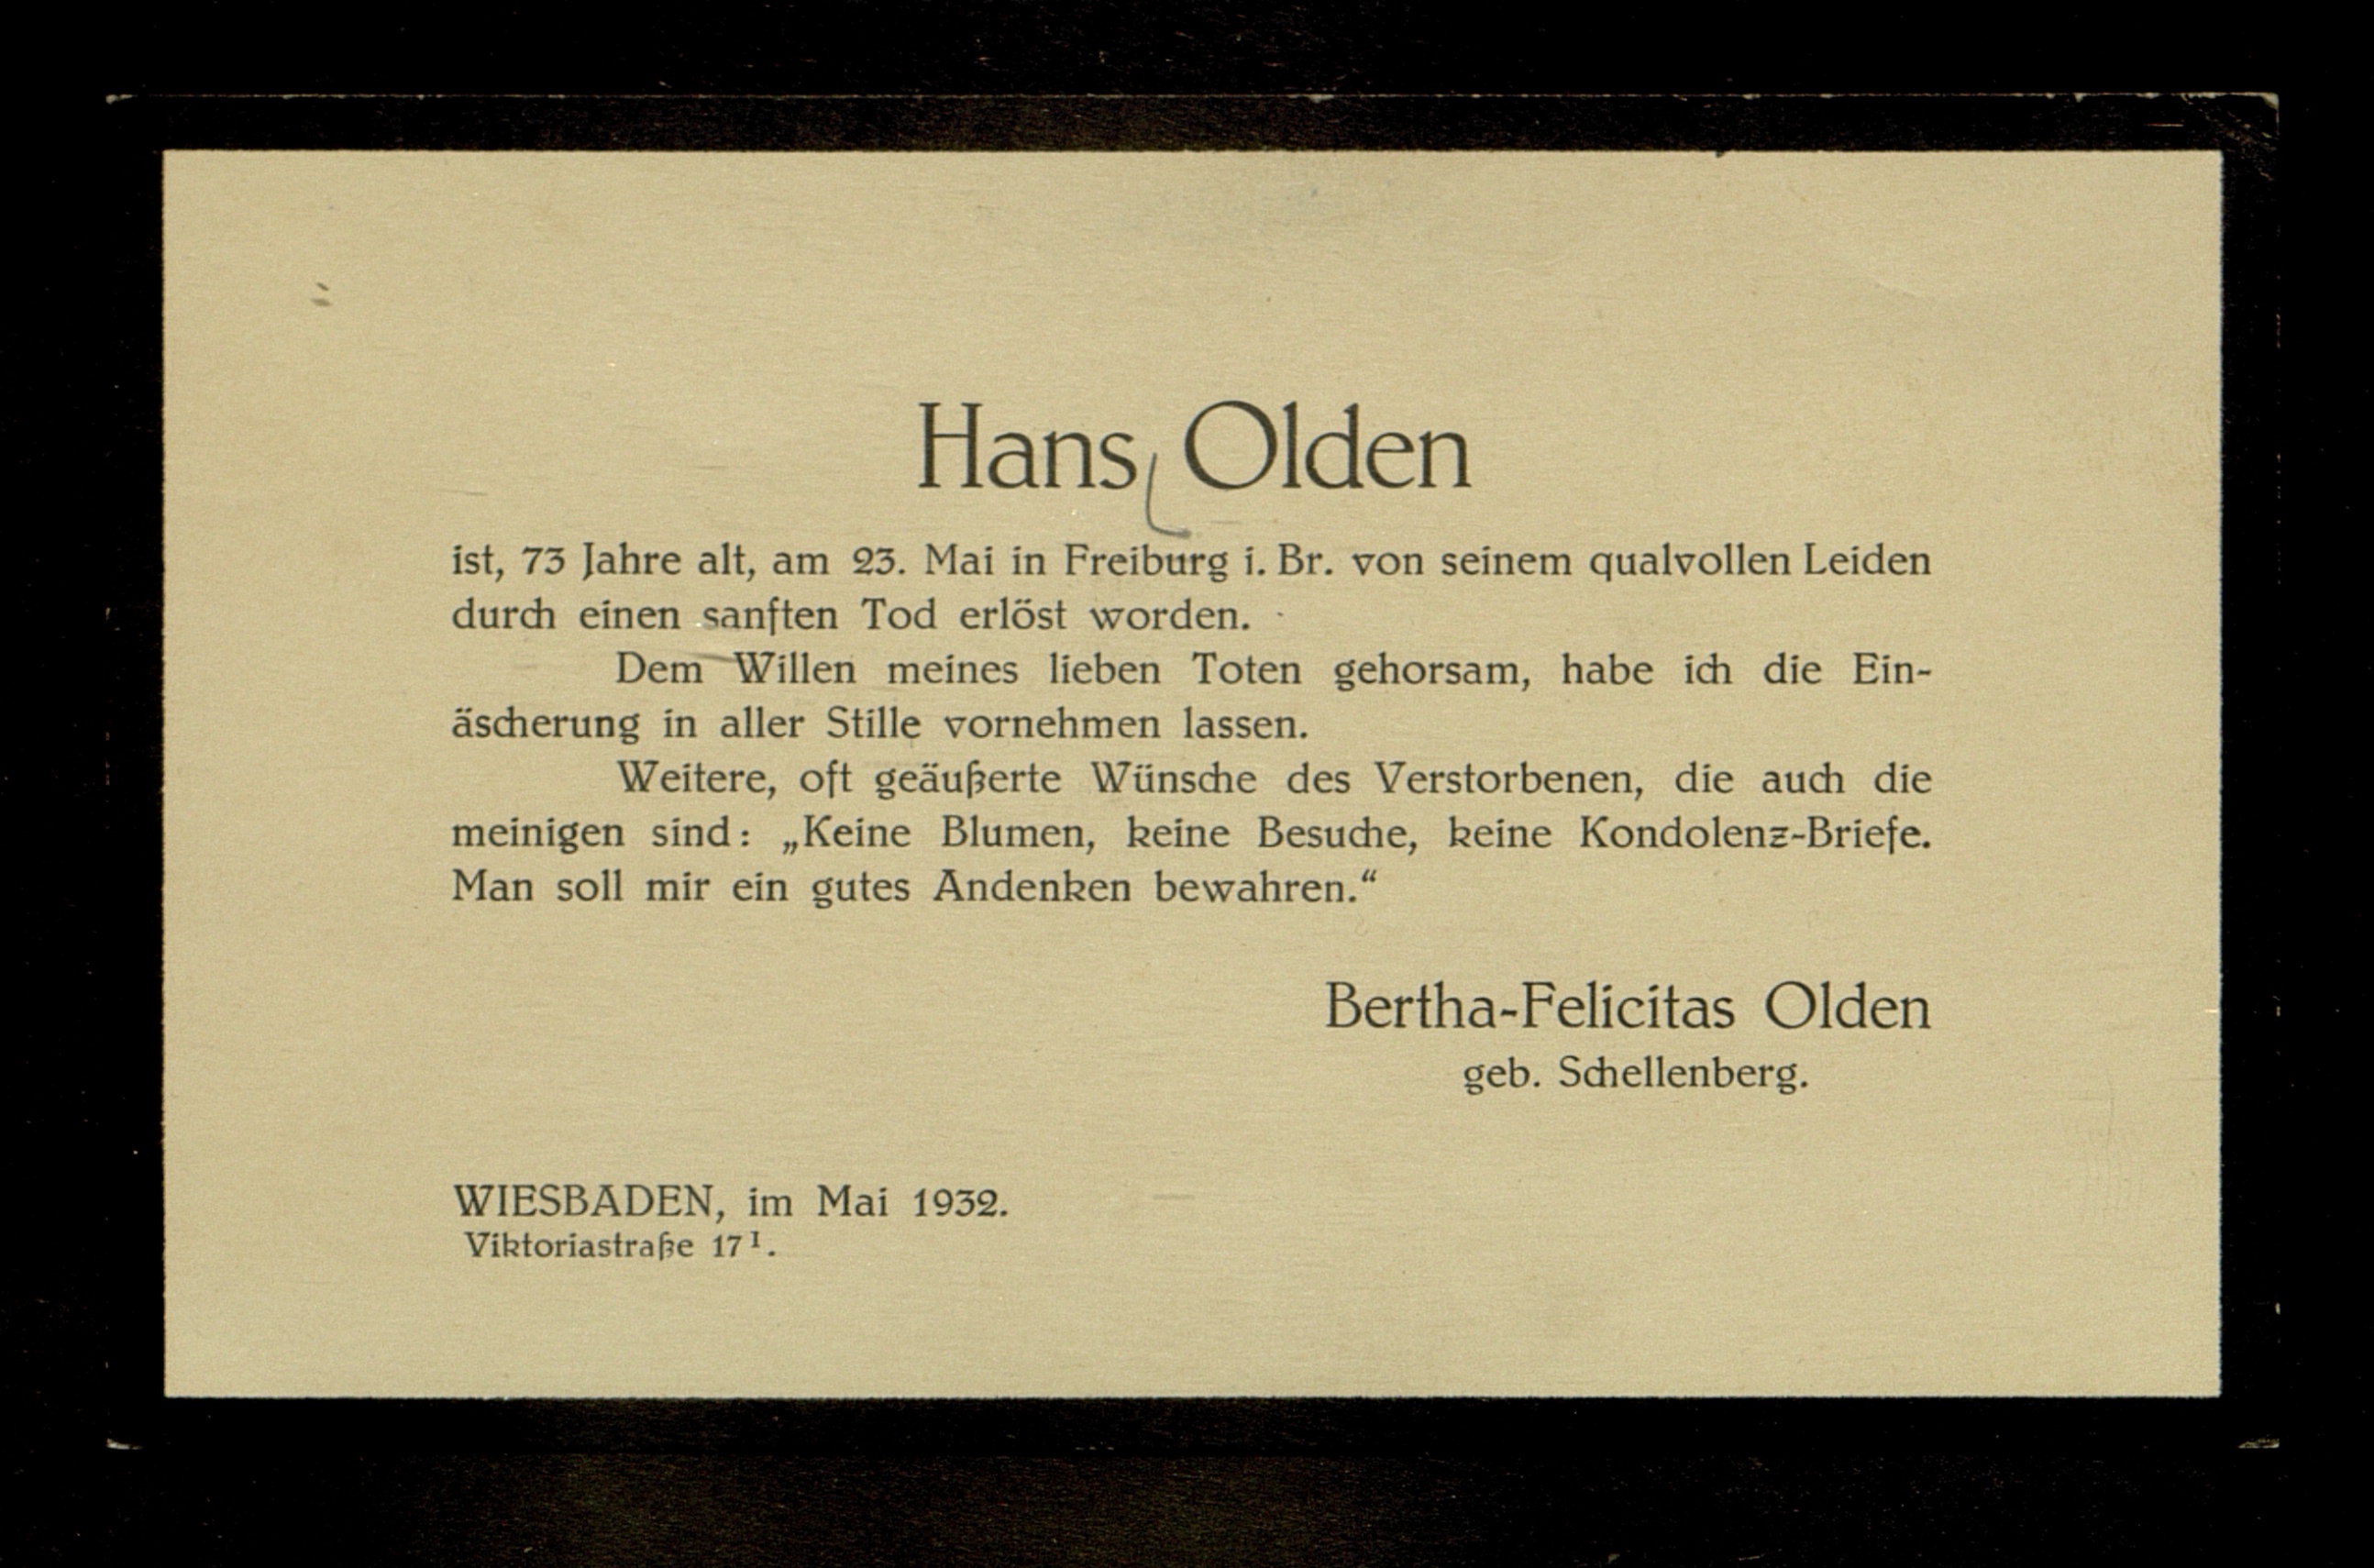 Hans Olden
ist, 73 Jahre alt, am 23. Mai in Freiburg i. Br. von seinem qualvollen Leiden
durch einen sanften Tod erlöst worden.
Dem Willen meines lieben Toten gehorsam, habe ich die Ein-
äscherung in aller Stille vornehmen lassen.
Weitere, oft geäußerte Wünsche des Verstorbenen, die auch die
meinigen sind: „Keine Blumen, keine Besuche, keine Kondolenz-Briefe.
Man soll mir ein gutes Andenken bewahren.“
Bertha-Felicitas Olden
geb. Schellenberg.
WIESBADEN, im Mai 1932.
Viktoriastraße 17 I.